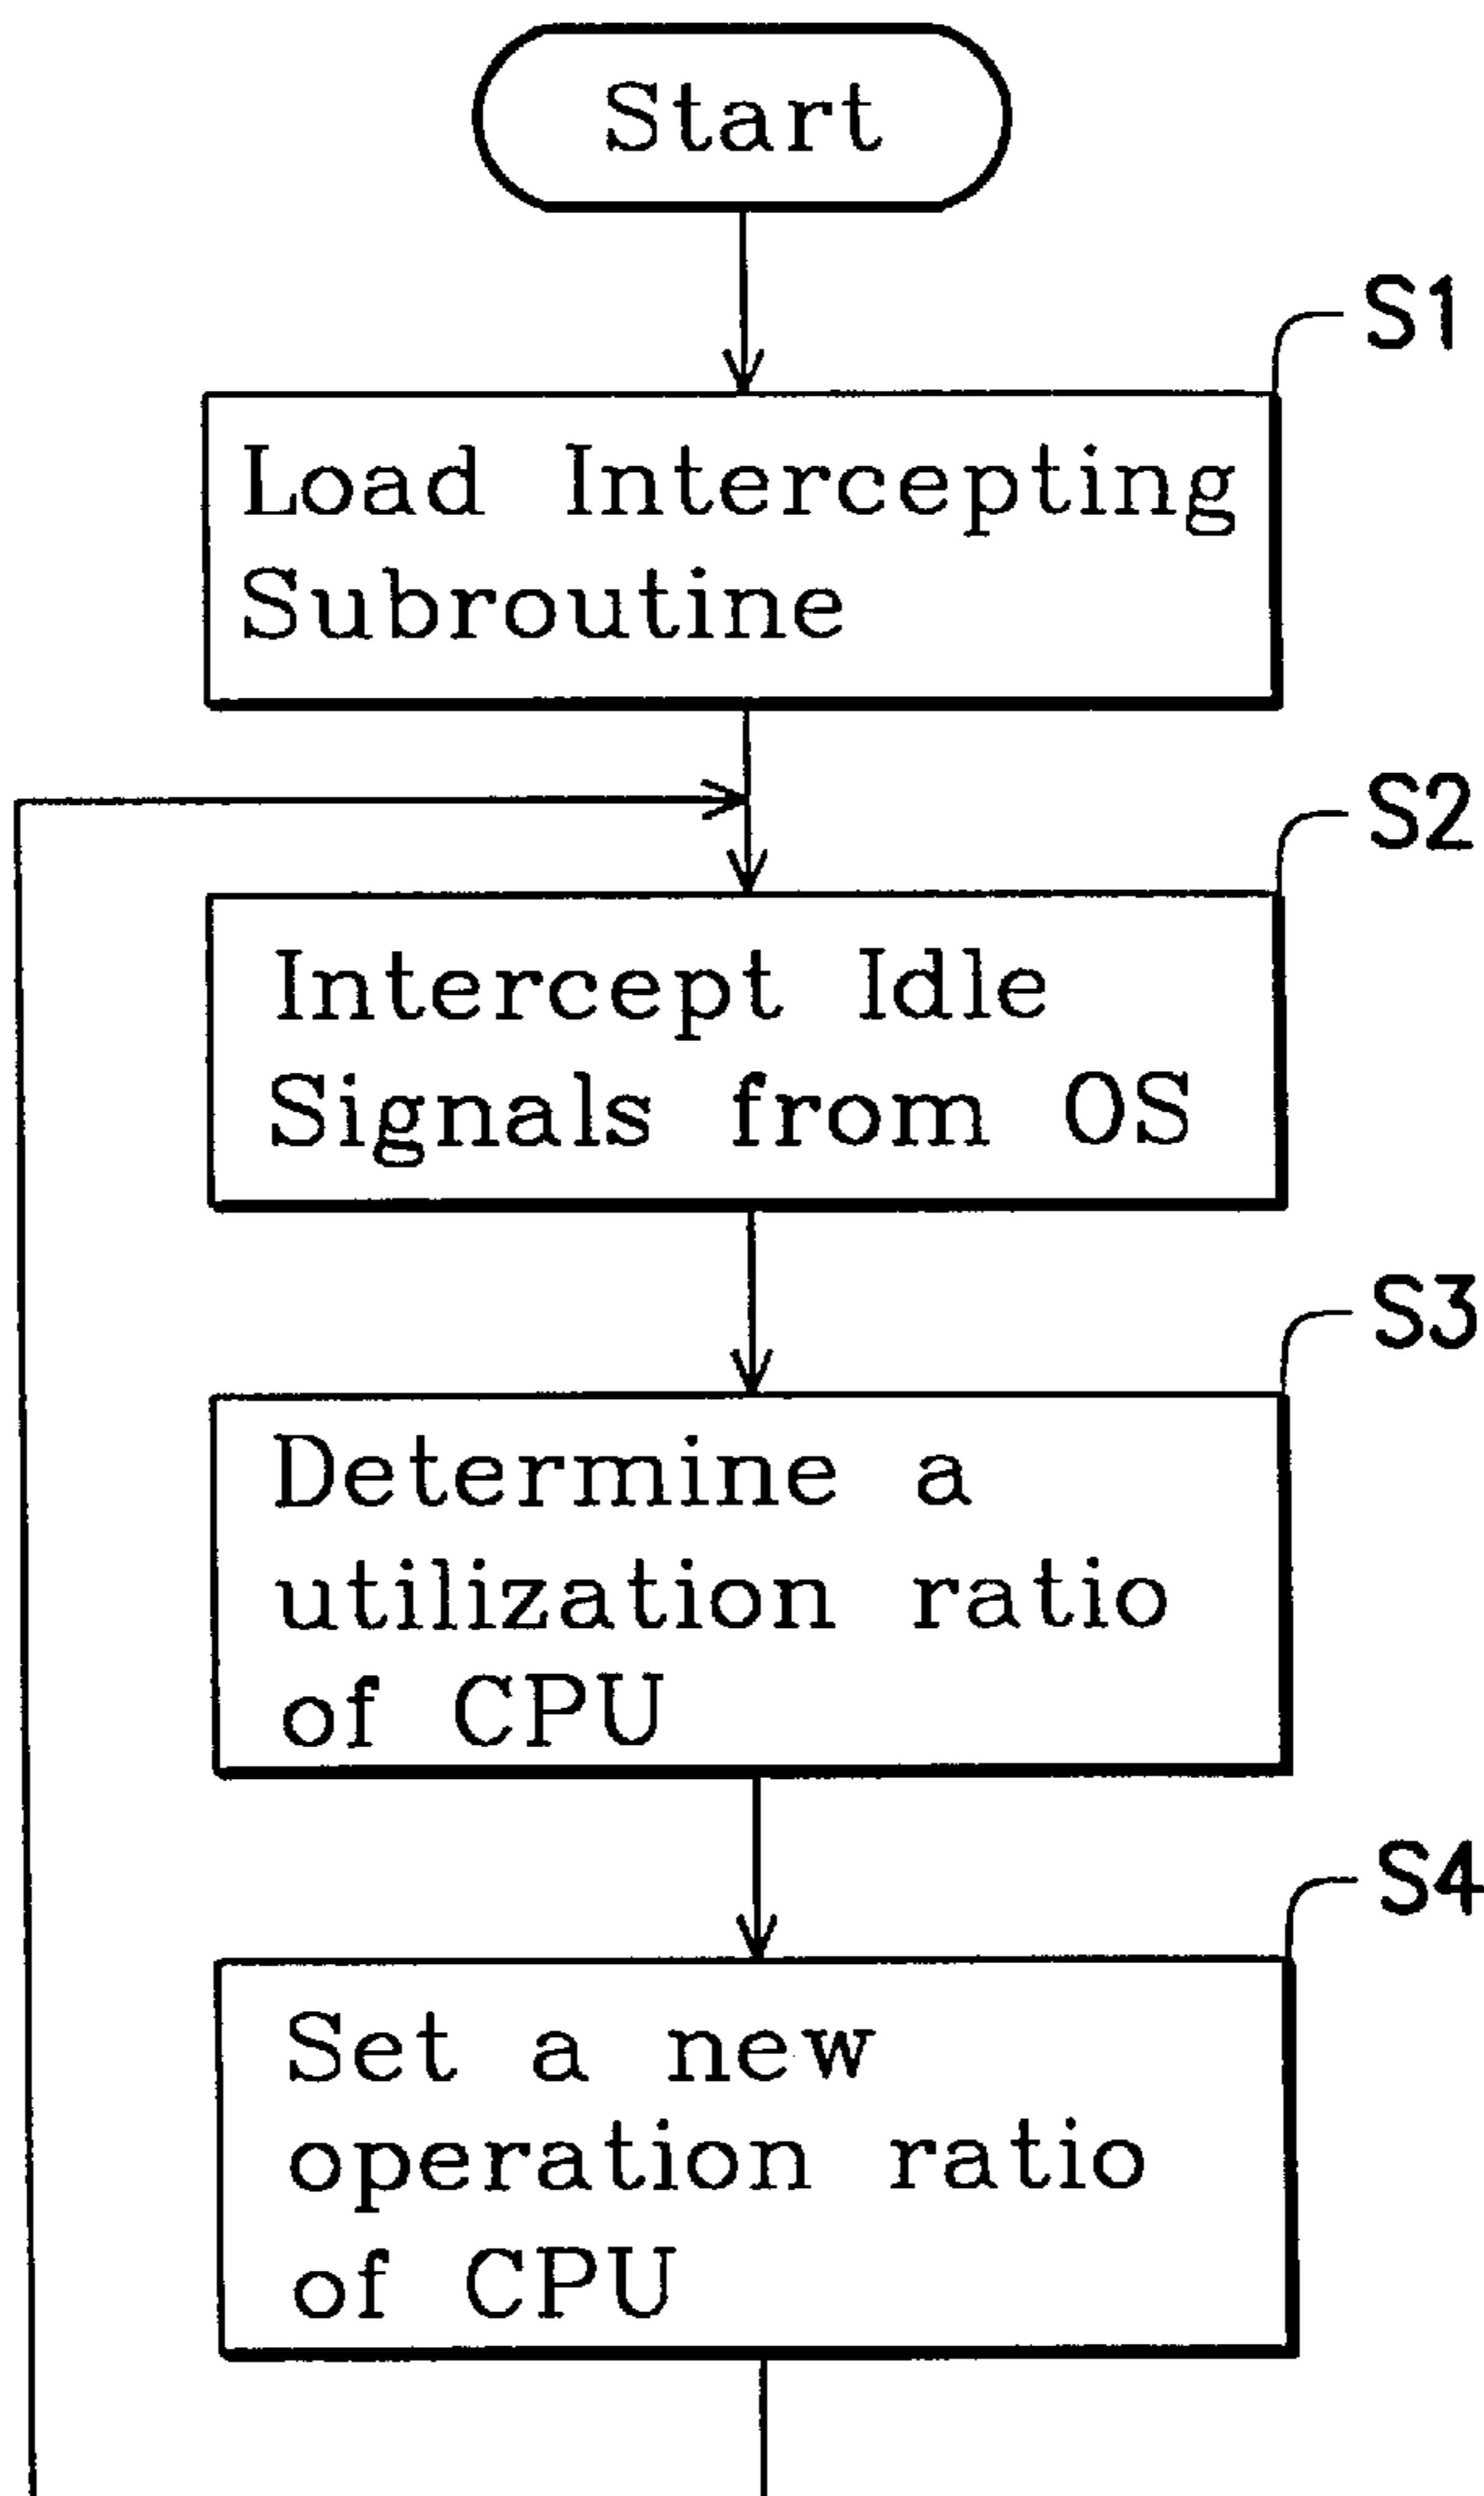 Start
S1
Load Intercepting
Subroutine
S2
Intercept Idle
Signals from OS
S3
Determine a
utilization ratio
of CPU
S4
Set a new
operation ratio
of CPU